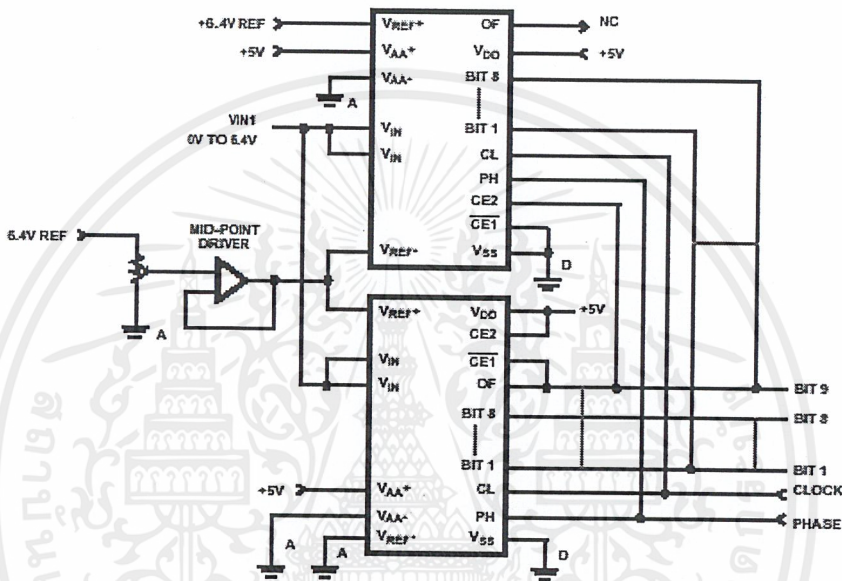 +6.4V REF
+5V
A
VIN1
0V TO 6.4V
6.4V REF
MID-POINT
DRIVER
A
VREF+
VAA+
VAA-
VIN
VIN
VREF-
OF
VDD
BIT 8
BIT 1
CL
PH
CE2
CE1
VSS
NC
+5V
D
VREF+
VIN
VIN
VAA+
VAA-
VREF-
+5V
A
A
VDD
CE2
CE1
OF
BIT 8
BIT 1
CL
PH
VSS
+5V
D
BIT 9
BIT 8
BIT 1
CLOCK
PHASE